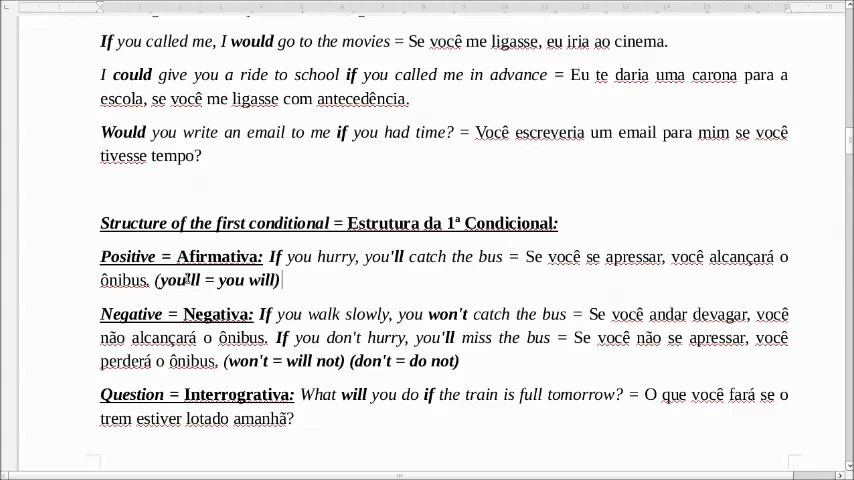 If you called me, I would go to the movies = Se você me ligasse, eu iria ao cinema.
I could give you a ride to school if you called me in advance = Eu te daria uma carona para a
escola, se você me ligasse com antecedência.
Would you write an email to me if you had time? = Você escreveria um email para mim se você
tivesse tempo?
Structure of the first conditional = Estrutura da 1ª Condicional:
Positive = Afirmativa: If you hurry, you'll catch the bus = Se você se apressar, você alcançará o
ônibus. (you'll = you will)
Negative = Negativa: If you walk slowly, you won't catch the bus = Se você andar devagar, você
não alcançará o ônibus. If you don't hurry, you'll miss the bus = Se você não se apressar, você
perderá o ônibus. (won't = will not) (don't = do not)
Question = Interrogrativa: What will you do if the train is full tomorrow? = O que você fará se o
trem estiver lotado amanhã?